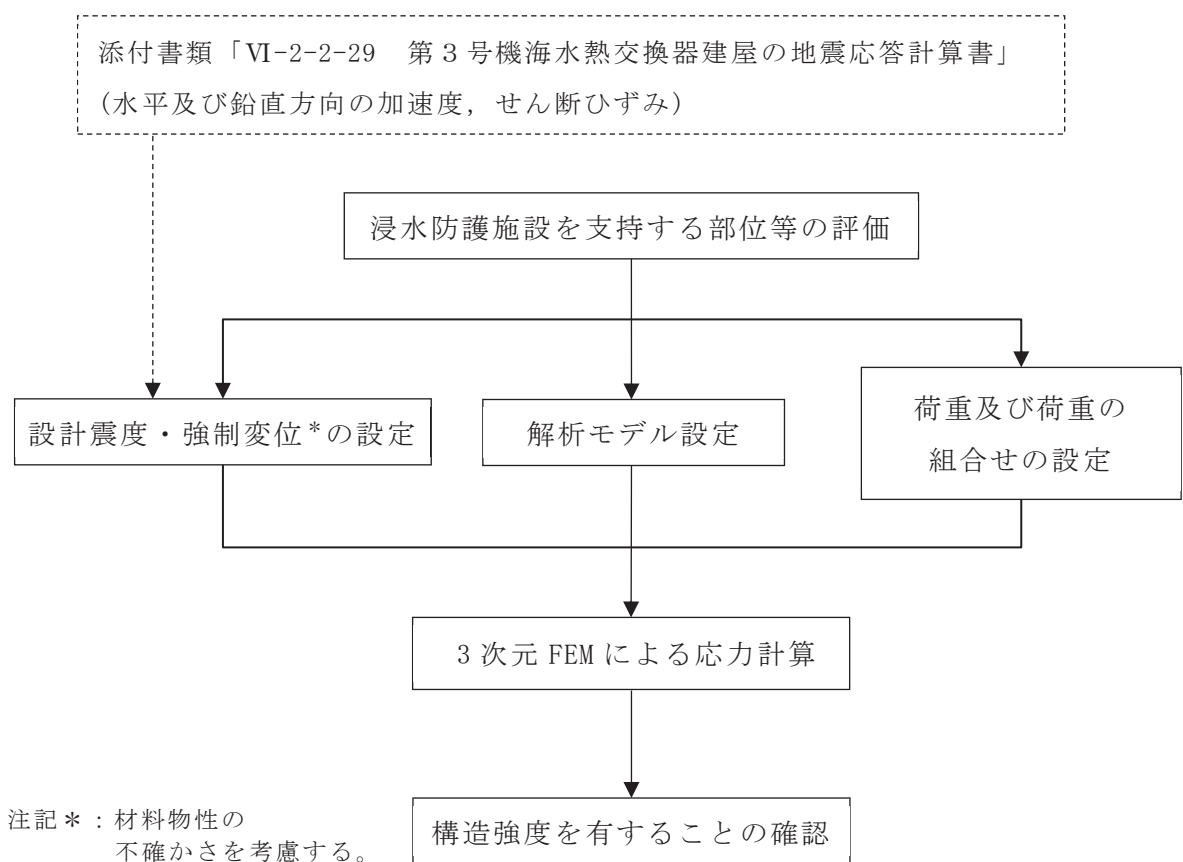 添付書類「Ⅵ-2-2-29　第３号機海水熱交換器建屋の地震応答計算書」
(水平及び鉛直方向の加速度，せん断ひずみ)
浸水防護施設を支持する部位等の評価
設計震度・強制変位*の設定
解析モデル設定
荷重及び荷重の
組合せの設定
3 次元 FEM による応力計算
構造強度を有することの確認
注記＊：材料物性の
不確かさを考慮する。